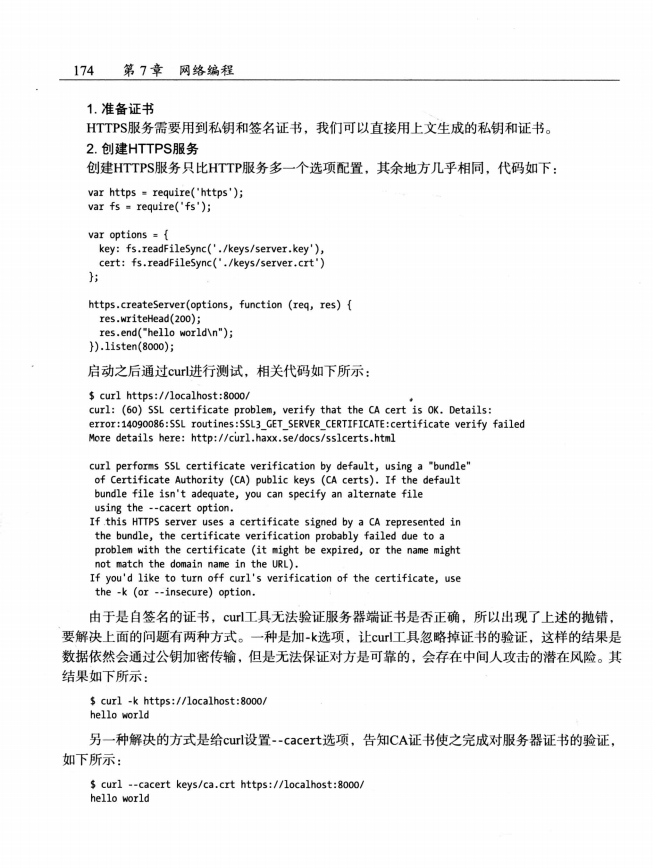 174 第7章 网络编程
1. 准备证书
HTTPS服务需要用到私钥和签名证书，我们可以直接用上文生成的私钥和证书。
2. 创建HTTPS服务
创建HTTPS服务只比HTTP服务多一个选项配置，其余地方几乎相同，代码如下：
var https = require('https');
var fs = require('fs');
var options = {
key: fs.readFileSync('./keys/server.key'),
cert: fs.readFileSync('./keys/server.crt')
};
https.createServer(options, function (req, res) {
res.writeHead(200);
res.end("hello world\n");
}).listen(8000);
启动之后通过curl进行测试，相关代码如下所示：
$ curl https://localhost:8000/
curl: (60) SSL certificate problem, verify that the CA cert is OK. Details:
error:14090086:SSL routines:SSL3_GET_SERVER_CERTIFICATE:certificate verify failed
More details here: http://curl.haxx.se/docs/sslcerts.html
curl performs SSL certificate verification by default, using a "bundle"
of Certificate Authority (CA) public keys (CA certs). If the default
bundle file isn't adequate, you can specify an alternate file
using the --cacert option.
If this HTTPS server uses a certificate signed by a CA represented in
the bundle, the certificate verification probably failed due to a
problem with the certificate (it might be expired, or the name might
not match the domain name in the URL).
If you'd like to turn off curl's verification of the certificate, use
the -k (or --insecure) option.
由于是自签名的证书，curl工具无法验证服务器端证书是否正确，所以出现了上述的抛错，
要解决上面的问题有两种方式。一种是加-k选项，让curl工具忽略掉证书的验证，这样的结果是
数据依然会通过公钥加密传输，但是无法保证对方是可靠的，会存在中间人攻击的潜在风险。其
结果如下所示：
$ curl -k https://localhost:8000/
hello world
另一种解决的方式是给curl设置--cacert选项，告知CA证书使之完成对服务器证书的验证，
如下所示：
$ curl --cacert keys/ca.crt https://localhost:8000/
hello world